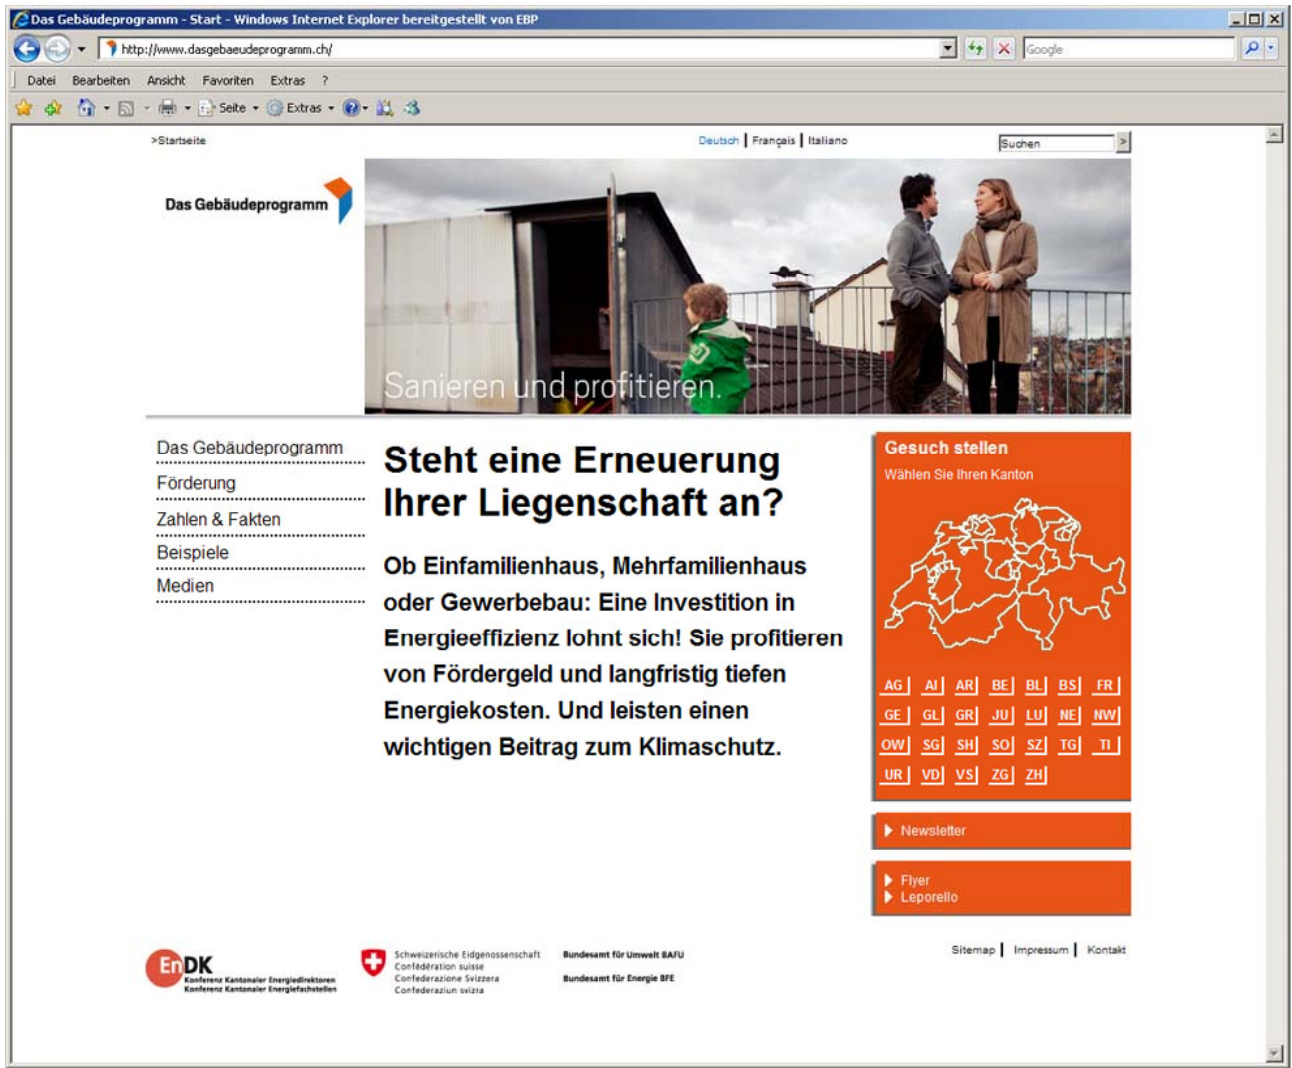 Das Gebäudeprogramm - Start - Windows Internet Explorer bereitgestellt von EBP
http://www.dasgebaeudeprogramm.ch/
Google
Datei Bearbeiten Ansicht Favoriten Extras ?
Seite Extras
>Startseite
Deutsch | Français | Italiano
Suchen >
Das Gebäudeprogramm
Sanieren und profitieren.
Das Gebäudeprogramm
Förderung
Zahlen & Fakten
Beispiele
Medien
Steht eine Erneuerung
Ihrer Liegenschaft an?
Ob Einfamilienhaus, Mehrfamilienhaus
oder Gewerbebau: Eine Investition in
Energieeffizienz lohnt sich! Sie profitieren
von Fördergeld und langfristig tiefen
Energiekosten. Und leisten einen
wichtigen Beitrag zum Klimaschutz.
Gesuch stellen
Wählen Sie Ihren Kanton
AG AI AR BE BL BS FR
GE GL GR JU LU NE NW
OW SG SH SO SZ TG TI
UR VD VS ZG ZH
Newsletter
Flyer
Leporello
EnDK
Konferenz Kantonaler Energiedirektoren
Konferenz Kantonaler Energiefachstellen
Schweizerische Eidgenossenschaft
Confédération suisse
Confederazione Svizzera
Confederaziun svizra
Bundesamt für Umwelt BAFU
Bundesamt für Energie BFE
Sitemap | Impressum | Kontakt